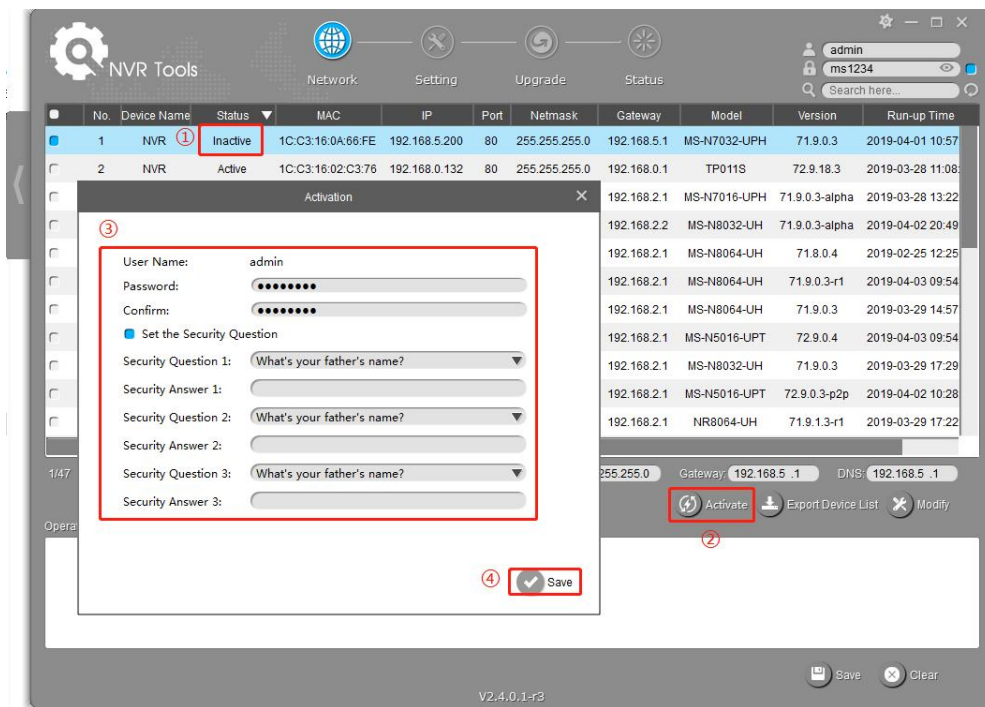 NVR Tools
Network
Setting
Upgrade
Status
admin
ms1234
Search here...
No. Device Name Status MAC IP Port Netmask Gateway Model Version Run-up Time
1 NVR ① Inactive 1C:C3:16:0A:66:FE 192.168.5.200 80 255.255.255.0 192.168.5.1 MS-N7032-UPH 71.9.0.3 2019-04-01 10:57
2 NVR Active 1C:C3:16:02:C3:76 192.168.0.132 80 255.255.255.0 192.168.0.1 TP011S 72.9.18.3 2019-03-28 11:08:
192.168.2.1 MS-N7016-UPH 71.9.0.3-alpha 2019-03-28 13:22
192.168.2.2 MS-N8032-UH 71.9.0.3-alpha 2019-04-02 20:49
192.168.2.1 MS-N8064-UH 71.8.0.4 2019-02-25 12:25
192.168.2.1 MS-N8064-UH 71.9.0.3-r1 2019-04-03 09:54
192.168.2.1 MS-N8064-UH 71.9.0.3 2019-03-29 14:57
192.168.2.1 MS-N5016-UPT 72.9.0.4 2019-04-03 09:54
192.168.2.1 MS-N8032-UH 71.9.0.3 2019-03-29 17:29
192.168.2.1 MS-N5016-UPT 72.9.0.3-p2p 2019-04-02 10:28
192.168.2.1 NR8064-UH 71.9.1.3-r1 2019-03-29 17:22
Activation
③
User Name: admin
Password: ●●●●●●●●
Confirm: ●●●●●●●●
Set the Security Question
Security Question 1: What's your father's name?
Security Answer 1:
Security Question 2: What's your father's name?
Security Answer 2:
Security Question 3: What's your father's name?
Security Answer 3:
④ Save
1/47 255.255.0 Gateway: 192.168.5 .1 DNS: 192.168.5 .1
Activate Export Device List Modify
②
Opera
Save Clear
V2.4.0.1-r3